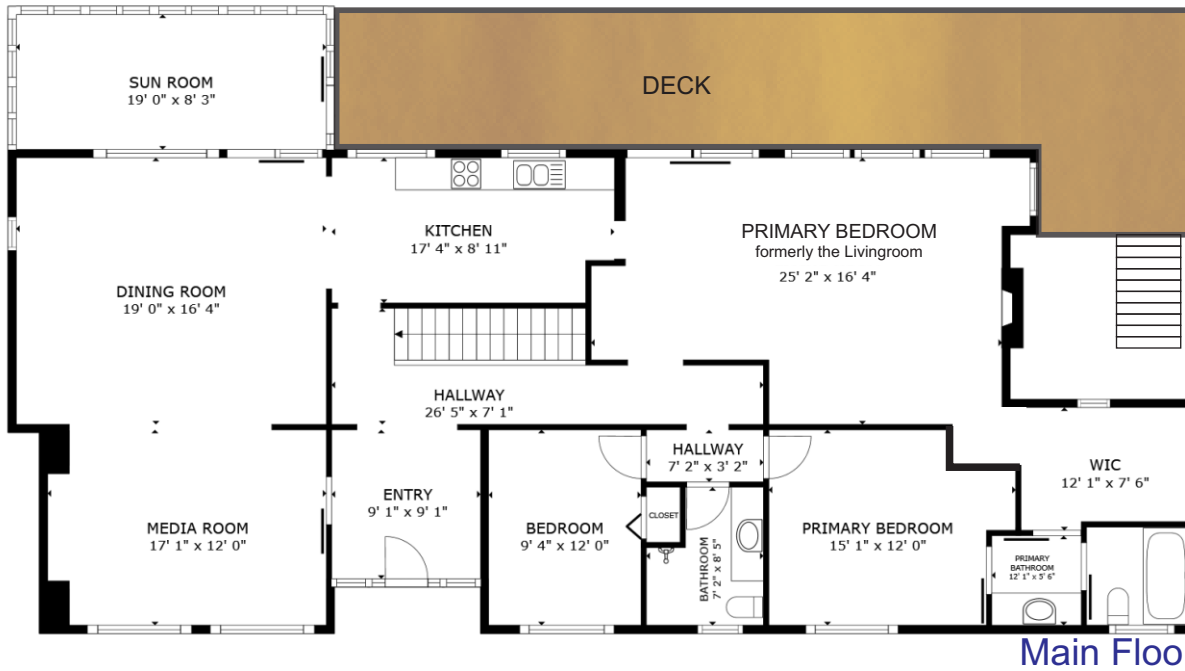 SUN ROOM
19' 0" x 8' 3"
DECK
KITCHEN
17' 4" x 8' 11"
PRIMARY BEDROOM
formerly the Livingroom
25' 2" x 16' 4"
DINING ROOM
19' 0" x 16' 4"
HALLWAY
26' 5" x 7' 1"
HALLWAY
7' 2" x 3' 2"
WIC
12' 1" x 7' 6"
ENTRY
9' 1" x 9' 1"
MEDIA ROOM
17' 1" x 12' 0"
BEDROOM
9' 4" x 12' 0"
CLOSET
BATHROOM
7' 2" x 8' 5"
PRIMARY BEDROOM
15' 1" x 12' 0"
PRIMARY
BATHROOM
12' 1" x 5' 6"
Main Floo